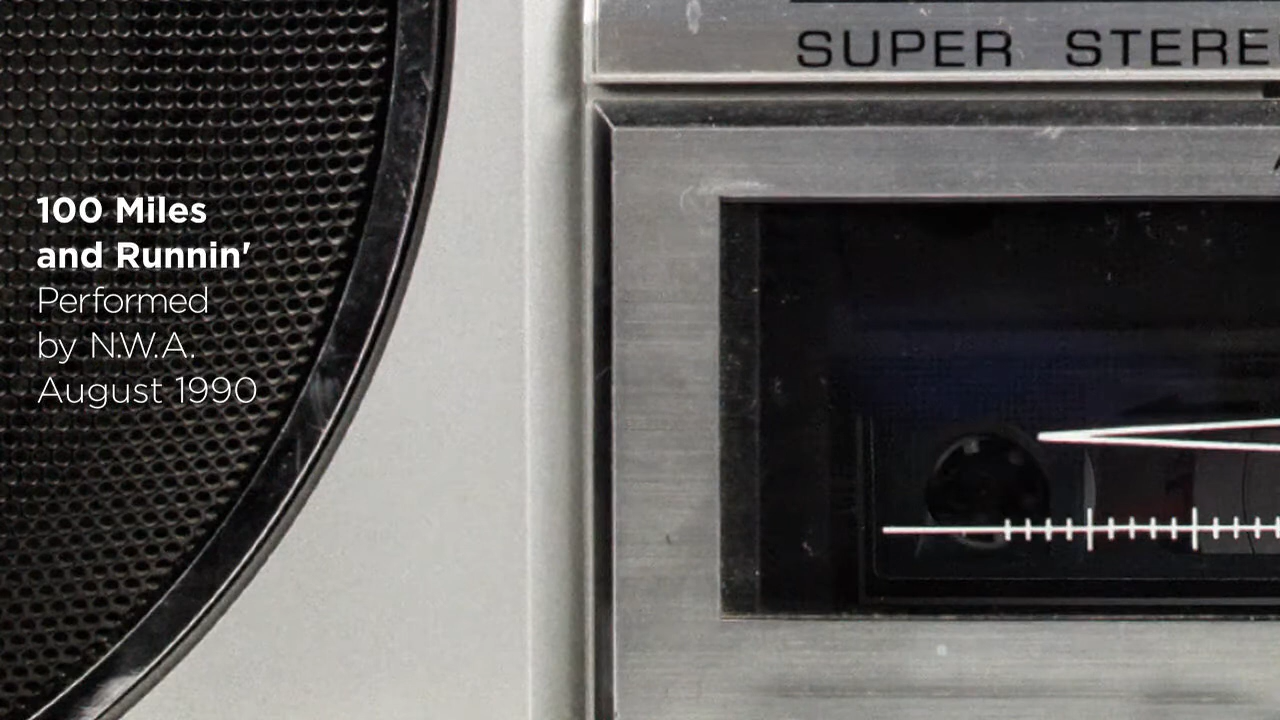 SUPER STERE
100 Miles
and Runnin'
Performed
by N.W.A.
August 1990